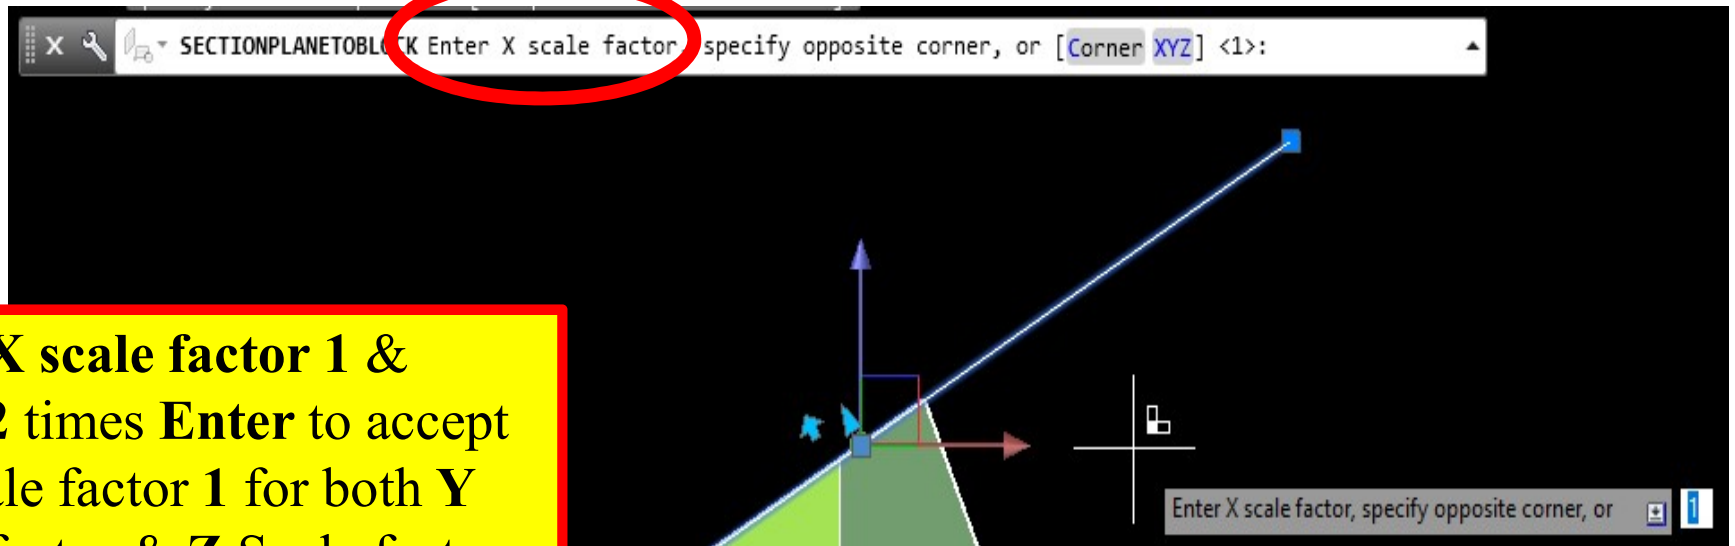 SECTIONPLANETOBLOCK Enter X scale factor, specify opposite corner, or [Corner XYZ] <1>:
X scale factor 1 &
2 times Enter to accept
factor 1 for both Y
& Z
Enter X scale factor, specify opposite corner, or 1